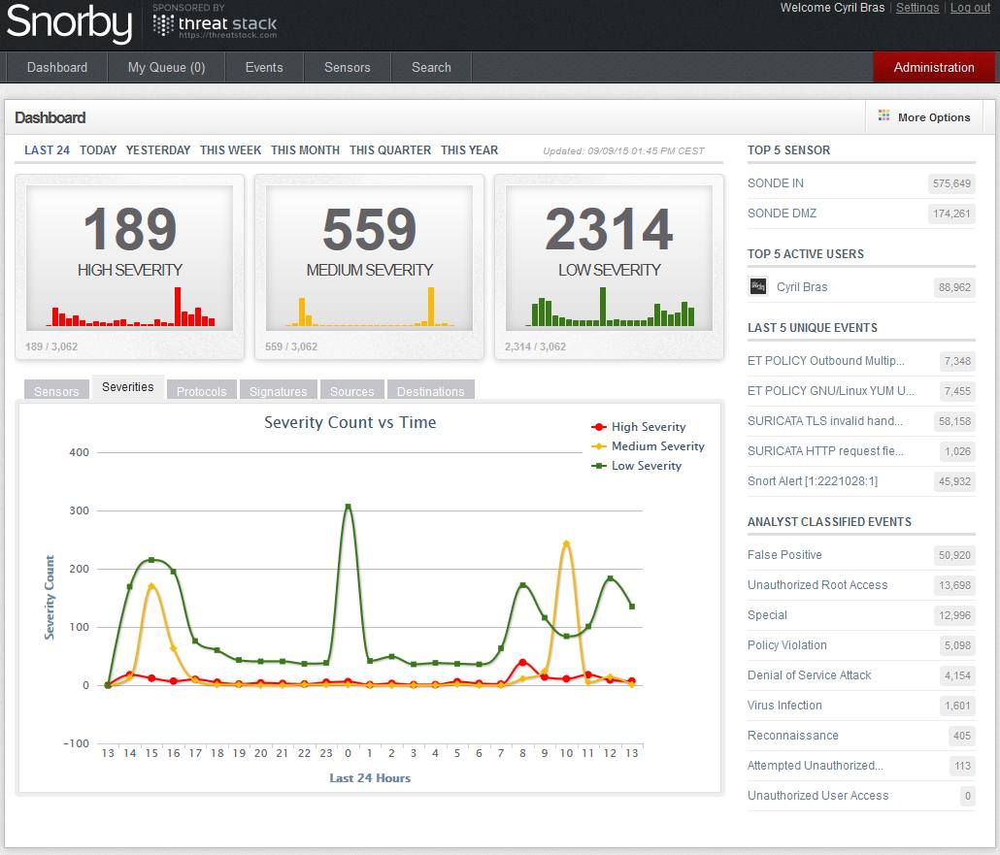 Snorby
SPONSORED BY
threat stack
https://threatstack.com
Welcome Cyril Bras | Settings | Log out
Dashboard
My Queue (0)
Events
Sensors
Search
Administration
Dashboard
More Options
LAST 24 TODAY YESTERDAY THIS WEEK THIS MONTH THIS QUARTER THIS YEAR
Updated: 09/09/15 01:45 PM CEST
189
HIGH SEVERITY
189 / 3,062
559
MEDIUM SEVERITY
559 / 3,062
2314
LOW SEVERITY
2,314 / 3,062
Sensors
Severities
Protocols
Signatures
Sources
Destinations
Severity Count vs Time
High Severity
Medium Severity
Low Severity
Severity Count
400
300
200
100
0
−100
13 14 15 16 17 18 19 20 21 22 23 0 1 2 3 4 5 6 7 8 9 10 11 12 13
Last 24 Hours
TOP 5 SENSOR
SONDE IN 575,649
SONDE DMZ 174,261
TOP 5 ACTIVE USERS
Cyril Bras 88,962
LAST 5 UNIQUE EVENTS
ET POLICY Outbound Multip... 7,348
ET POLICY GNU/Linux YUM U... 7,455
SURICATA TLS invalid hand... 58,158
SURICATA HTTP request fie... 1,026
Snort Alert [1:2221028:1] 45,932
ANALYST CLASSIFIED EVENTS
False Positive 50,920
Unauthorized Root Access 13,698
Special 12,996
Policy Violation 5,098
Denial of Service Attack 4,154
Virus Infection 1,601
Reconnaissance 405
Attempted Unauthorized... 113
Unauthorized User Access 0